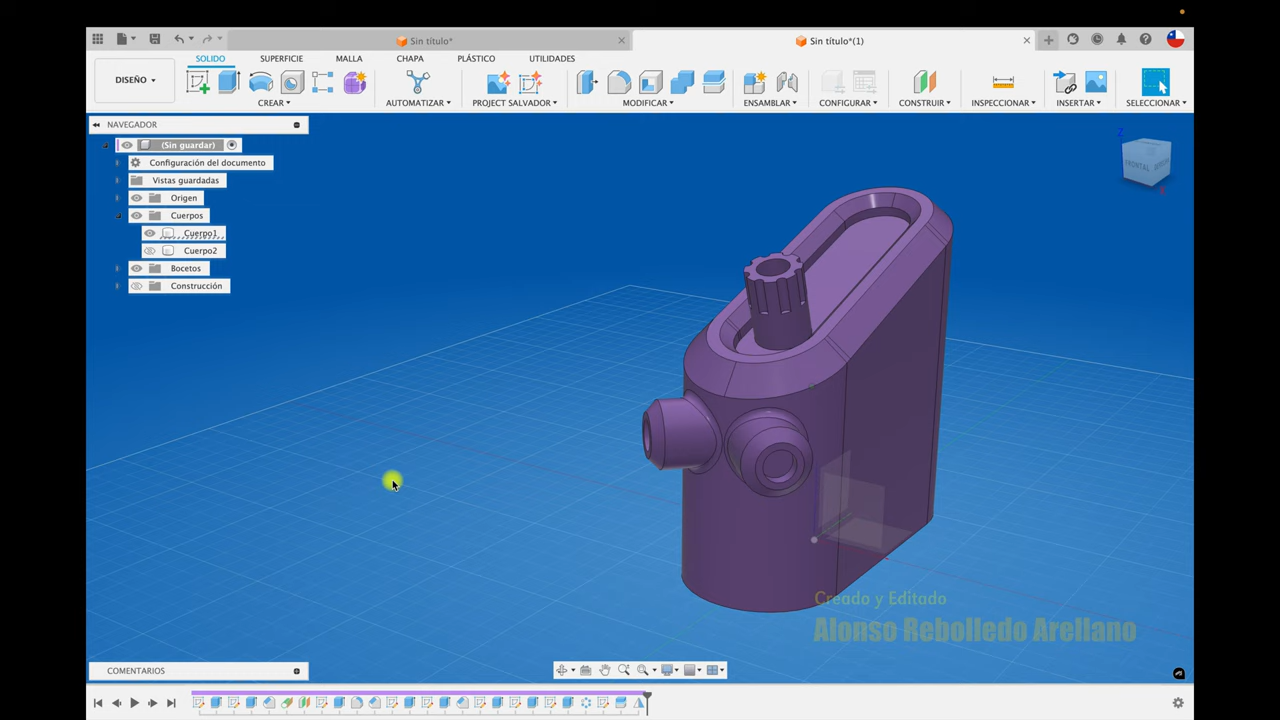 Sin título*
Sin título*(1)
DISEÑO
SOLIDO
SUPERFICIE
MALLA
CHAPA
PLÁSTICO
UTILIDADES
CREAR
AUTOMATIZAR
PROJECT SALVADOR
MODIFICAR
ENSAMBLAR
CONFIGURAR
CONSTRUIR
INSPECCIONAR
INSERTAR
SELECCIONAR
NAVEGADOR
(Sin guardar)
Configuración del documento
Vistas guardadas
Origen
Cuerpos
Cuerpo1
Cuerpo2
Bocetos
Construcción
Z
FRONTAL
Creado y Editado
Alonso Rebolledo Arellano
COMENTARIOS